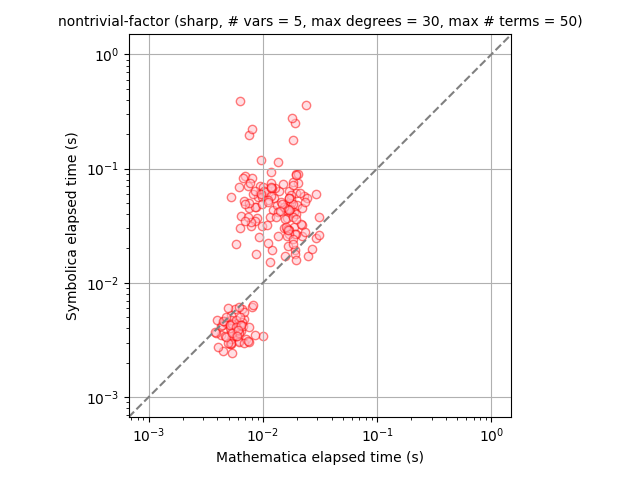 nontrivial-factor (sharp, # vars = 5, max degrees = 30, max # terms = 50)
Symbolica elapsed time (s)
10⁰
10⁻¹
10⁻²
10⁻³
10⁻³ 10⁻² 10⁻¹ 10⁰
Mathematica elapsed time (s)